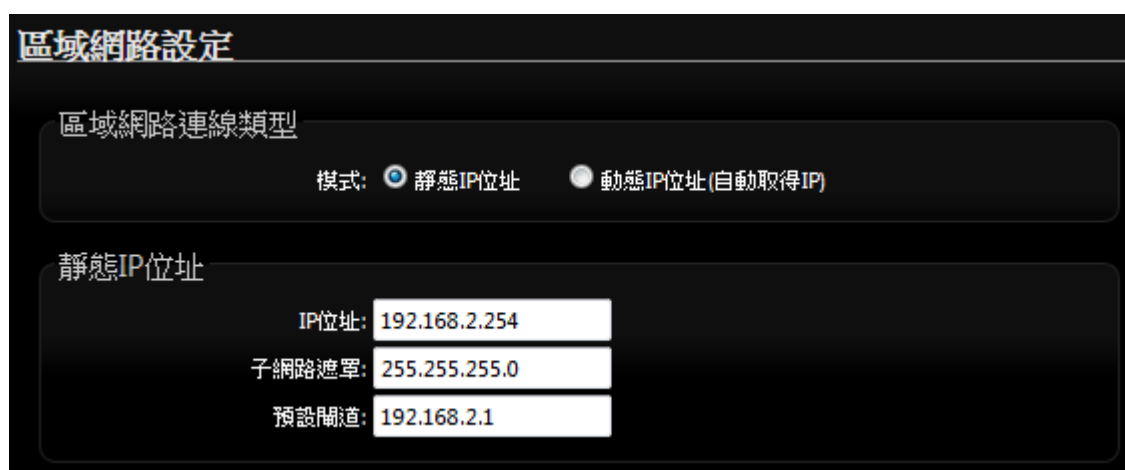 區域網路設定
區域網路連線類型
模式: 靜態IP位址 動態IP位址(自動取得IP)
靜態IP位址
IP位址: 192.168.2.254
子網路遮罩: 255.255.255.0
預設閘道: 192.168.2.1